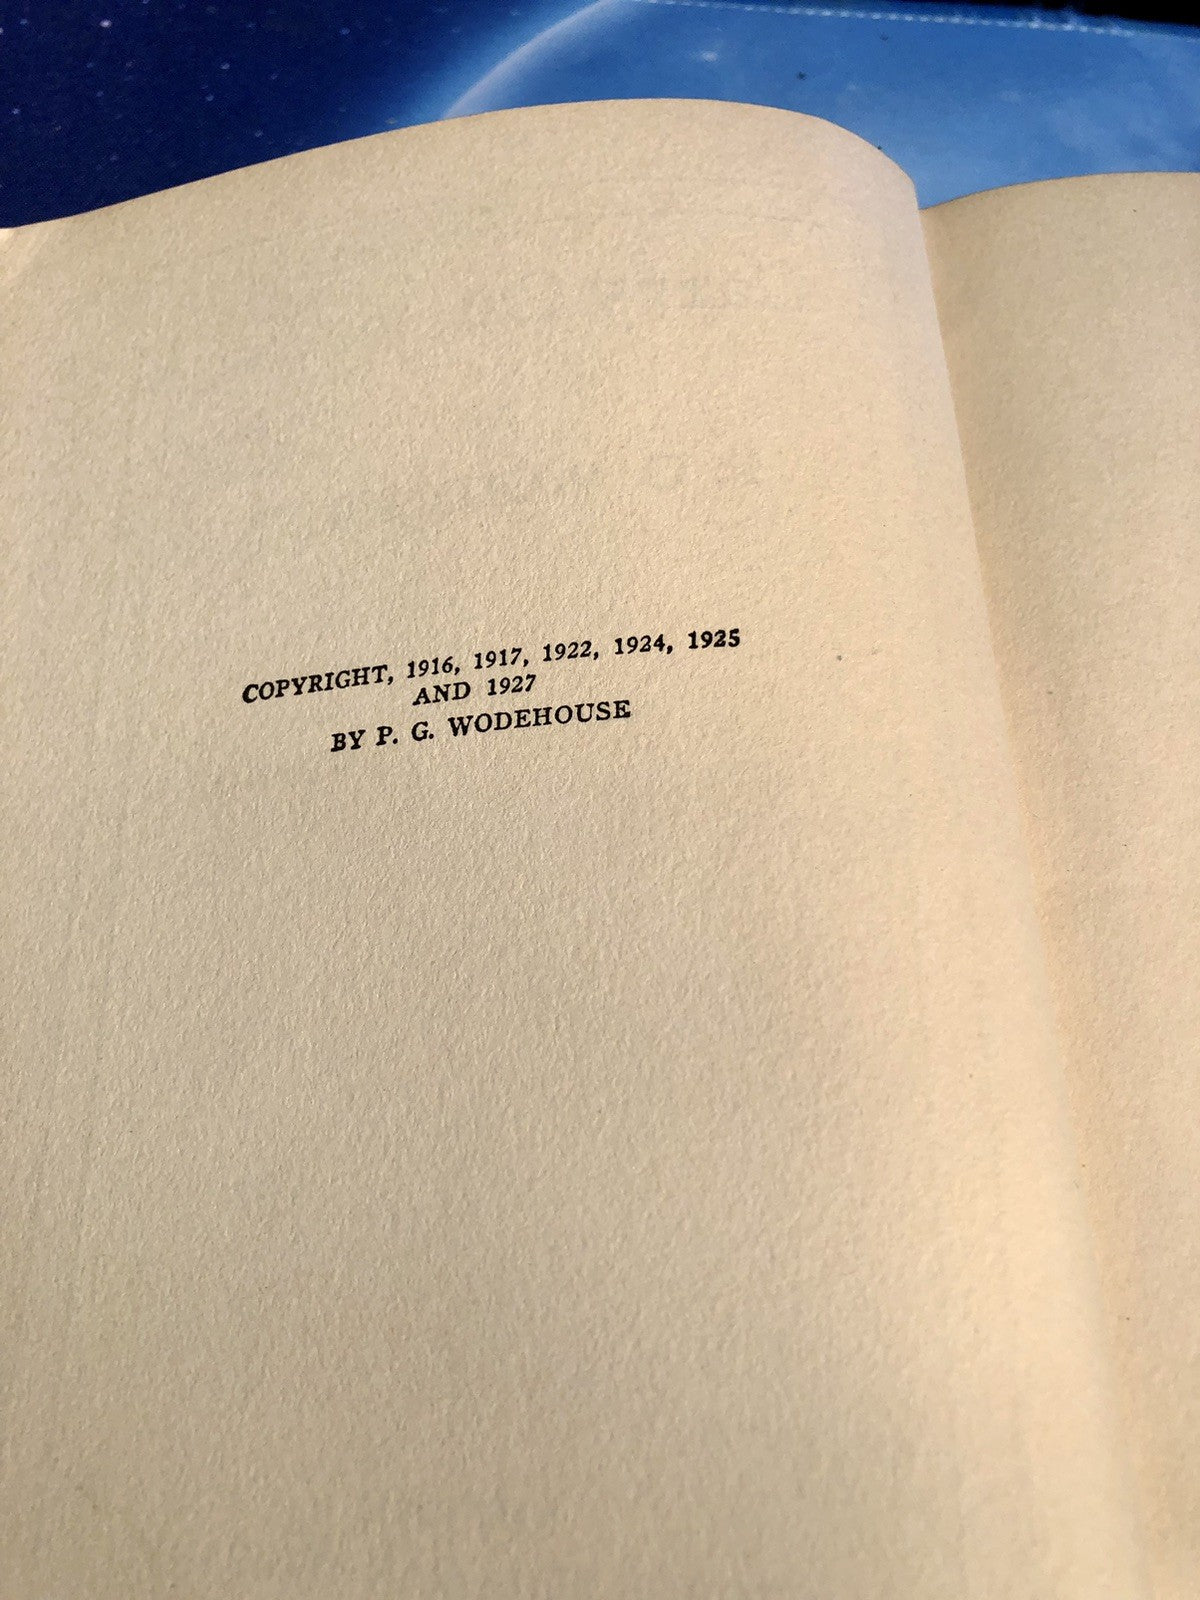 COPYRIGHT, 1916, 1917, 1922, 1924, 1925
AND 1927
BY P. G. WODEHOUSE